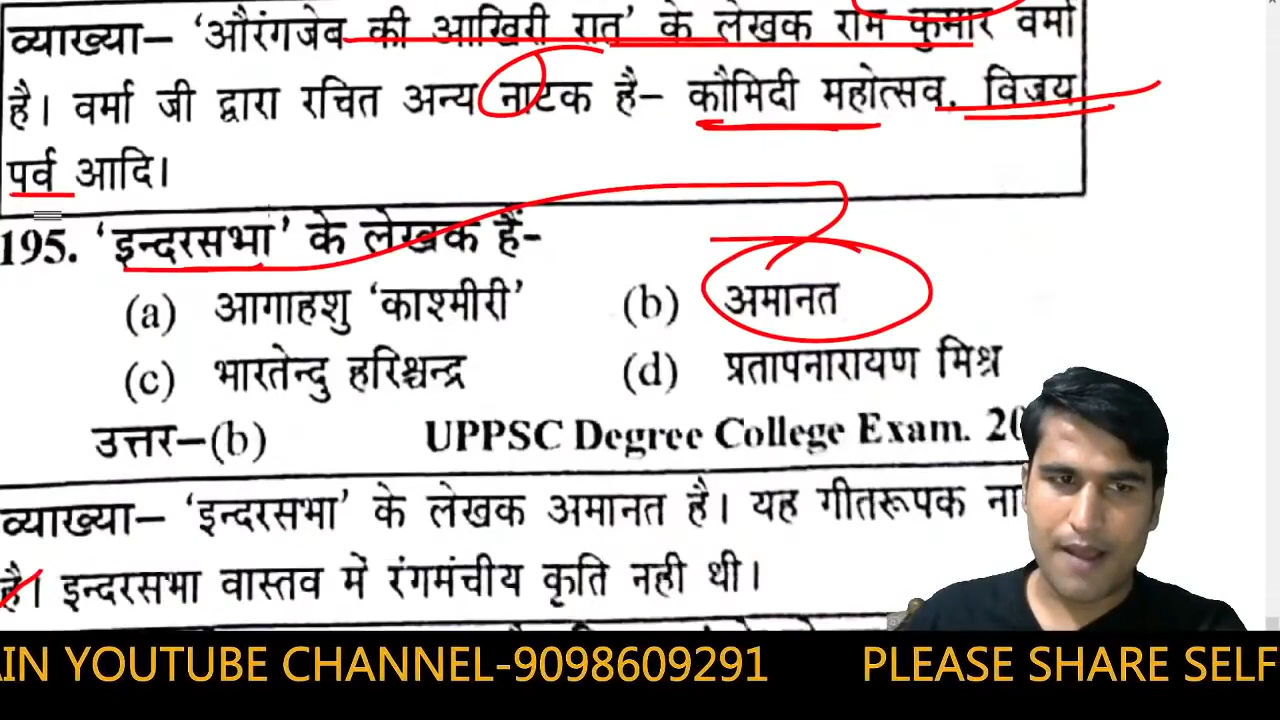 व्याख्या– ‘औरंगजेब की आखिरी रात’ के लेखक राम कुमार वर्मा
है। वर्मा जी द्वारा रचित अन्य नाटक है– कौमिदी महोत्सव. विजय
पर्व आदि।
195. ‘इन्दरसभा’ के लेखक हैं-
(a) आगाहशु ‘काश्मीरी’ (b) अमानत
(c) भारतेन्दु हरिश्चन्द्र (d) प्रतापनारायण मिश्र
उत्तर–(b) UPPSC Degree College Exam.
व्याख्या– ‘इन्दरसभा’ के लेखक अमानत है। यह गीतरूपक
है। इन्दरसभा वास्तव में रंगमंचीय कृति नही थी।
YOUTUBE CHANNEL-9098609291 PLEASE SHARE SELF